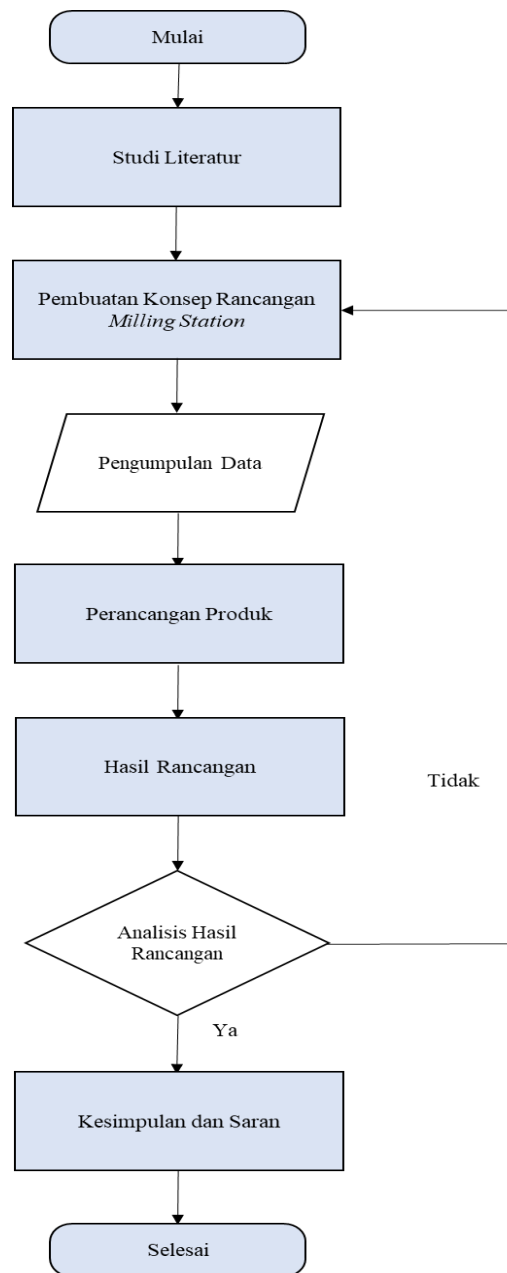 Mulai
Studi Literatur
Pembuatan Konsep Rancangan
Milling Station
Pengumpulan Data
Perancangan Produk
Hasil Rancangan
Tidak
Analisis Hasil
Rancangan
Ya
Kesimpulan dan Saran
Selesai